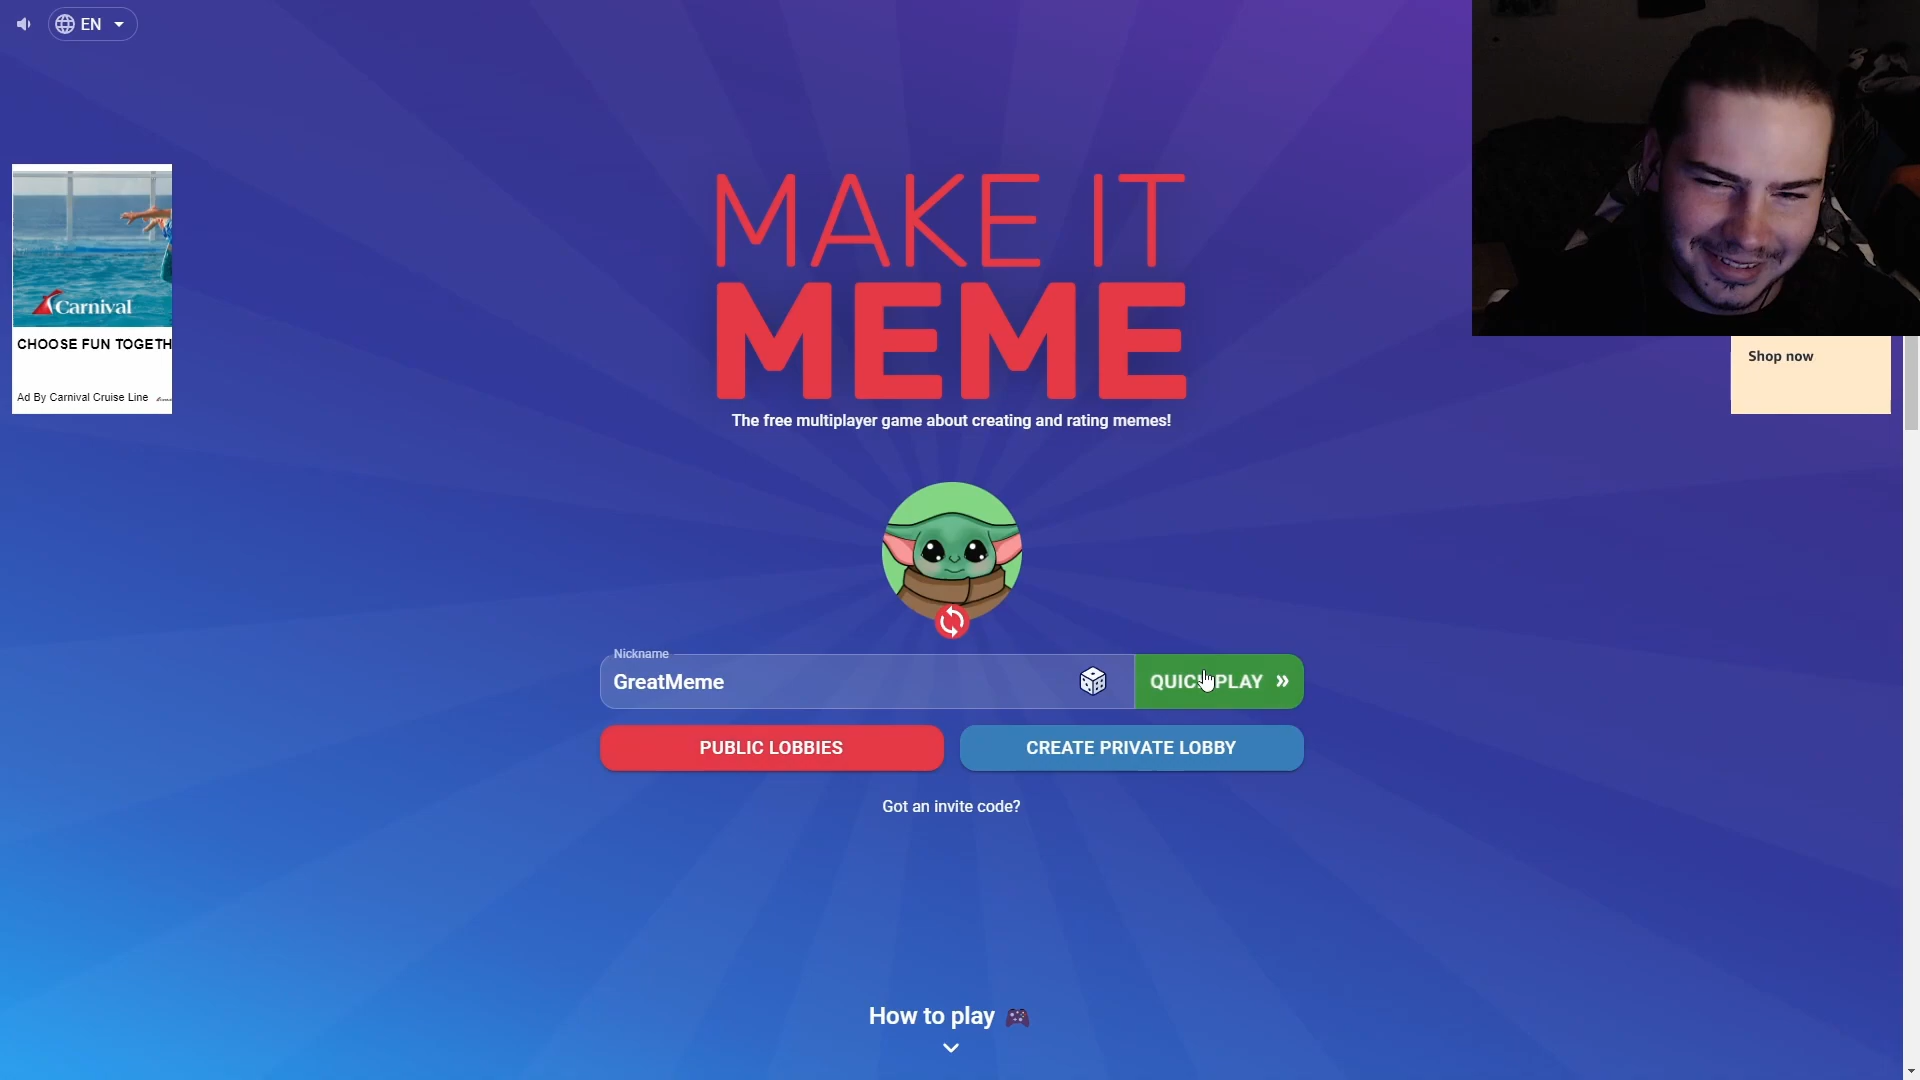 EN
MAKE IT
MEME
The free multiplayer game about creating and rating memes!
Carnival
CHOOSE FUN TOGETH
Ad By Carnival Cruise Line
Shop now
Nickname
GreatMeme
QUICK PLAY »
PUBLIC LOBBIES
CREATE PRIVATE LOBBY
Got an invite code?
How to play